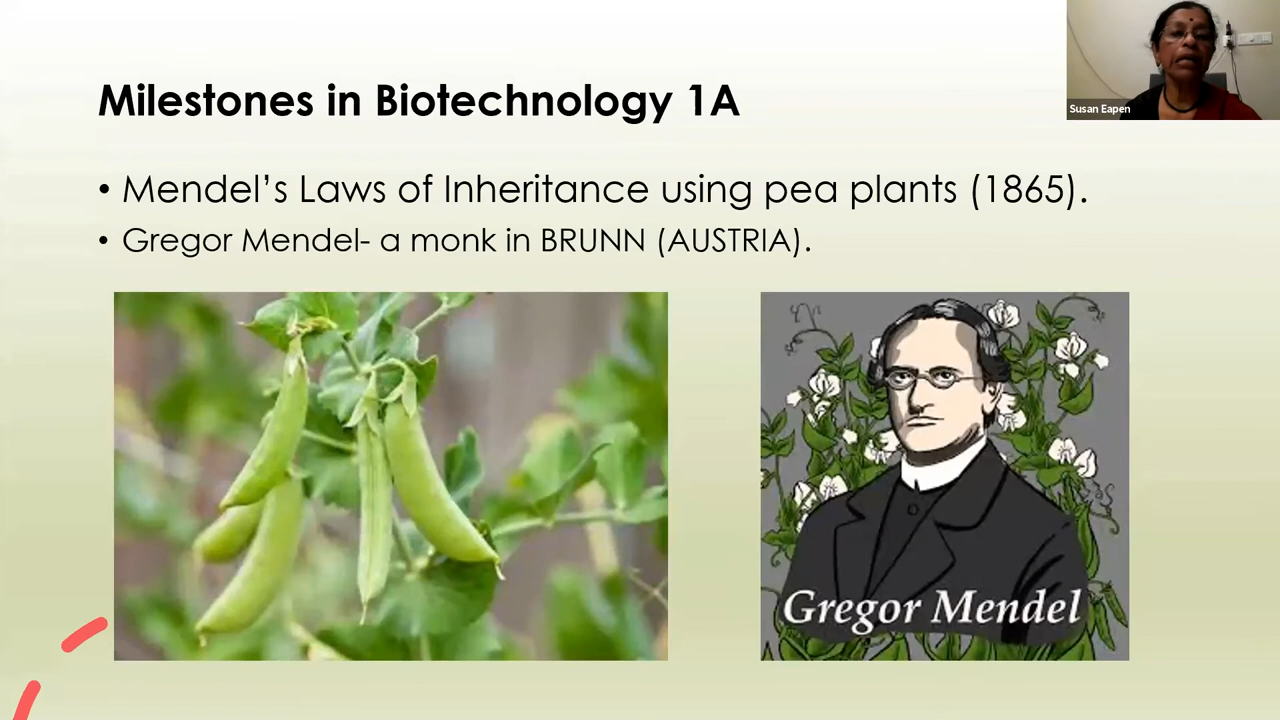 Milestones in Biotechnology 1A
Susan Eapen
• Mendel’s Laws of Inheritance using pea plants (1865).
• Gregor Mendel- a monk in BRUNN (AUSTRIA).
Gregor Mendel